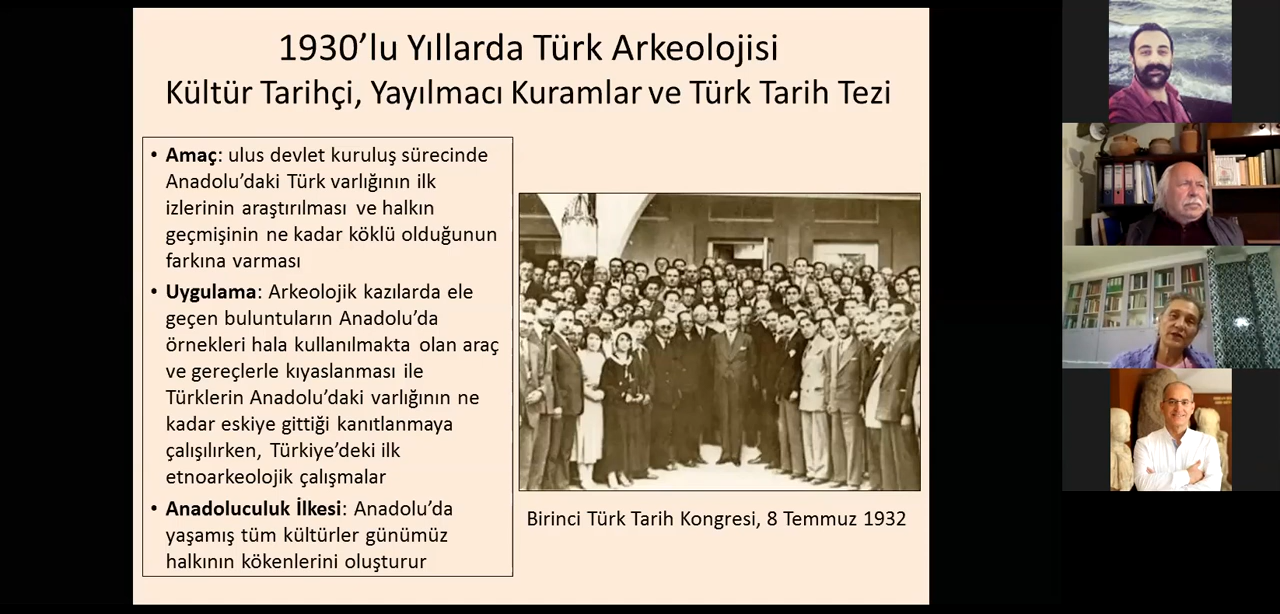 1930’lu Yıllarda Türk Arkeolojisi
Kültür Tarihçi, Yayılmacı Kuramlar ve Türk Tarih Tezi
• Amaç: ulus devlet kuruluş sürecinde
Anadolu’daki Türk varlığının ilk
izlerinin araştırılması ve halkın
geçmişinin ne kadar köklü olduğunun
farkına varması
• Uygulama: Arkeolojik kazılarda ele
geçen buluntuların Anadolu’da
örnekleri hala kullanılmakta olan araç
ve gereçlerle kıyaslanması ile
Türklerin Anadolu’daki varlığının ne
kadar eskiye gittiği kanıtlanmaya
çalışılırken, Türkiye’deki ilk
etnoarkeolojik çalışmalar
• Anadoluculuk İlkesi: Anadolu’da
yaşamış tüm kültürler günümüz
halkının kökenlerini oluşturur
Birinci Türk Tarih Kongresi, 8 Temmuz 1932